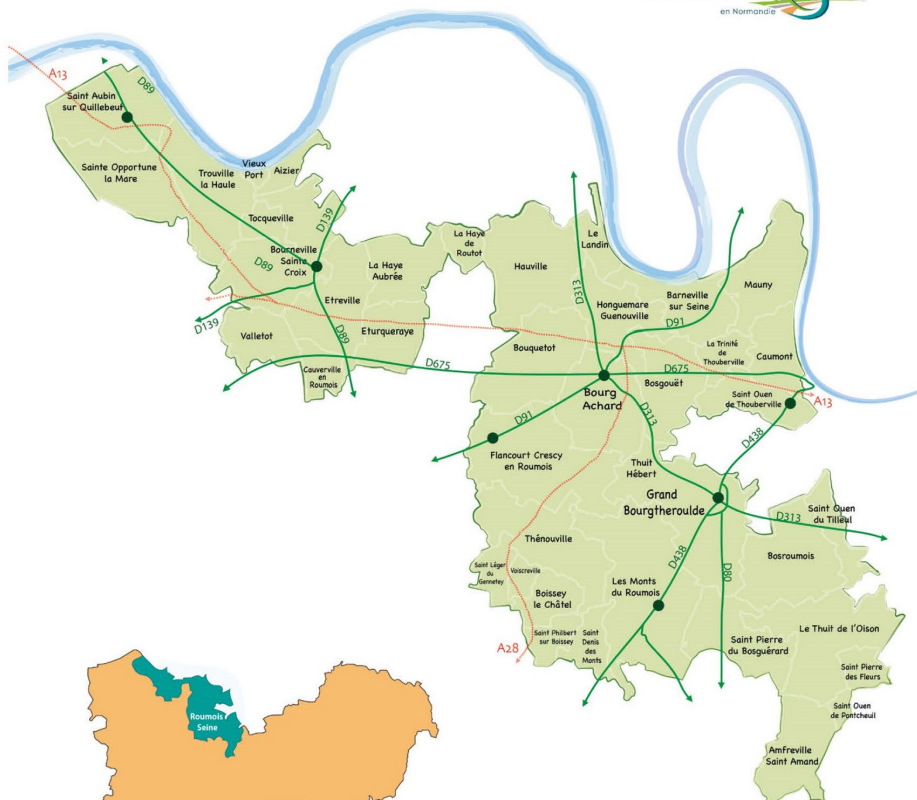 en Normandie
A13
D89
Saint Aubin
sur Quillebeuf
Sainte Opportune
la Mare
Trouville
la Haule
Vieux
Port
Aizier
Tocqueville
D139
Bourneville
Sainte
Croix
D89
La Haye
Aubrée
La Haye
de
Routot
Hauville
Le
Landin
D313
Etreville
D139
Valletot
D89
Eturqueraye
Cauverville
en
Roumois
D675
Honguemare
Guenouville
Barneville
sur Seine
Mauny
D91
Bouquetot
La Trinité
de
Thouberville
Caumont
D675
Bosgouët
Bourg
Achard
Saint Ouen
de Thouberville
A13
D91
D313
D438
Flancourt Crescy
en Roumois
Thuit
Hébert
Grand
Bourgtheroulde
D313
Saint Ouen
du Tilleul
Thénouville
D438
D80
Bosroumois
Saint Léger
du
Gennetey
Voiscreville
Boissey
le Châtel
Les Monts
du Roumois
A28
Saint Philbert
sur Boissey
Saint
Denis
des
Monts
Saint Pierre
du Bosguérard
Le Thuit de l'Oison
Saint Pierre
des Fleurs
Saint Ouen
de Pontcheuil
Amfreville
Saint Amand
Roumois
Seine